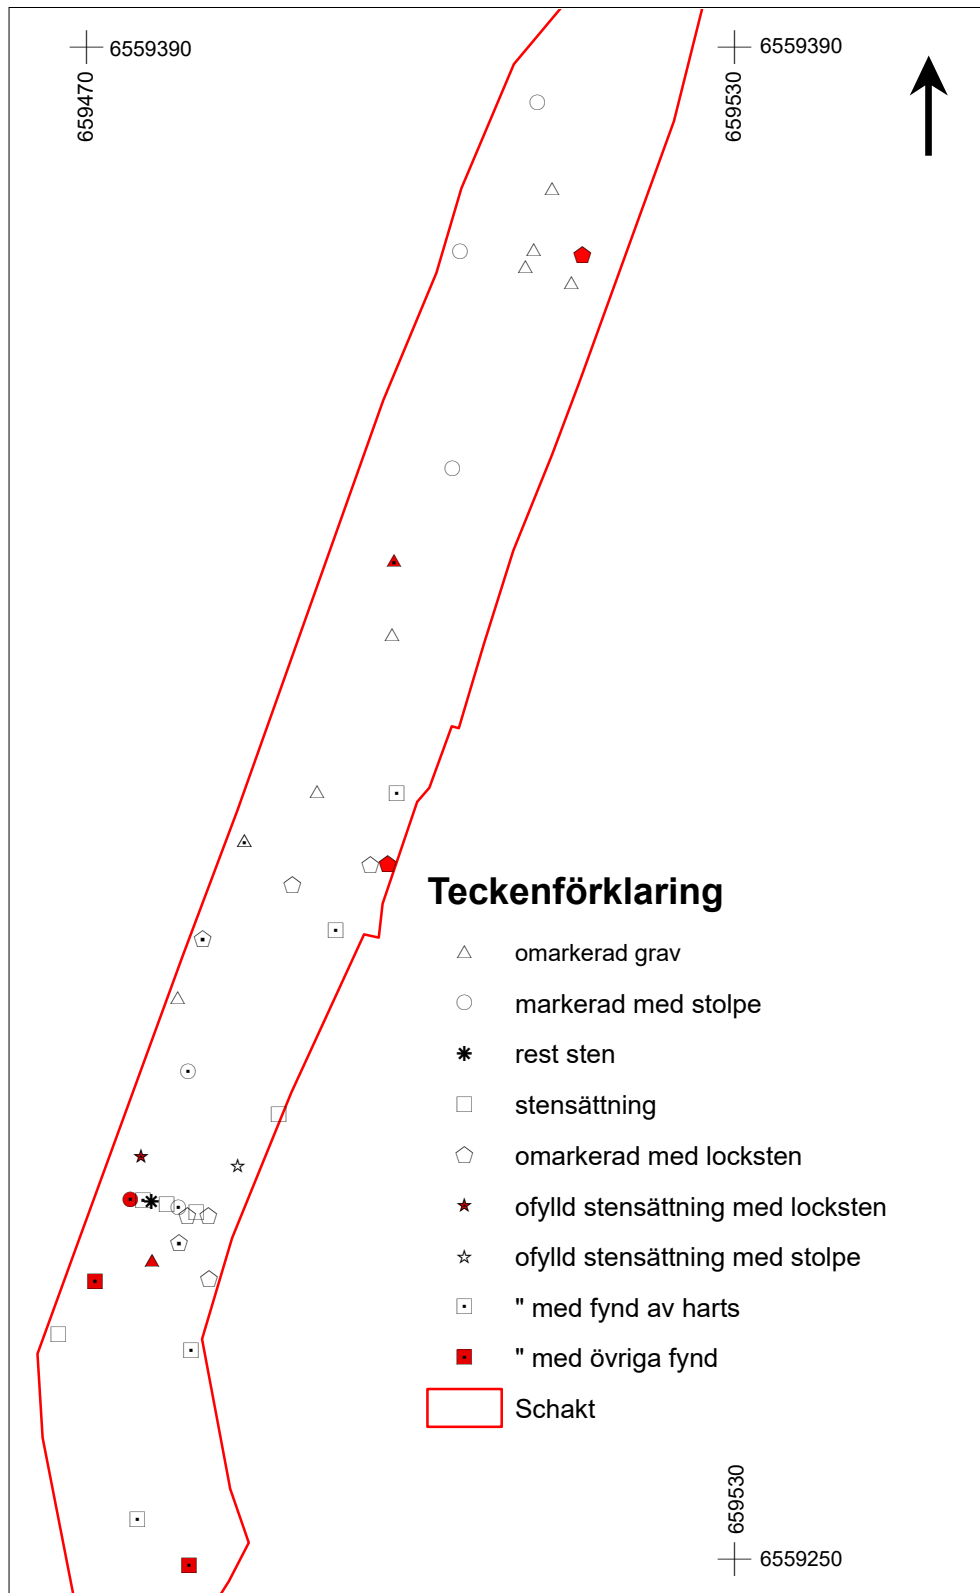 6559390
6559390
659470
659530
Teckenförklaring
omarkerad grav
markerad med stolpe
rest sten
stensättning
omarkerad med locksten
ofylld stensättning med locksten
ofylld stensättning med stolpe
" med fynd av harts
" med övriga fynd
Schakt
659530
6559250